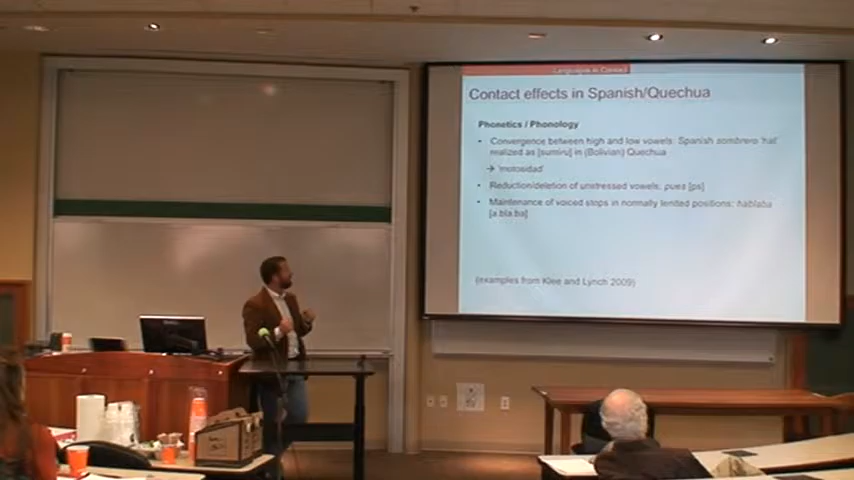 Languages in Contact
Contact effects in Spanish/Quechua
Phonetics / Phonology
• Convergence between high and low vowels: Spanish sombrero 'hat'
realized as [sumiru] in (Bolivian) Quechua
→ 'motosidad'
• Reduction/deletion of unstressed vowels: pues [ps]
• Maintenance of voiced stops in normally lenited positions: hablaba
[a.bla.ba]
(examples from Klee and Lynch 2009)